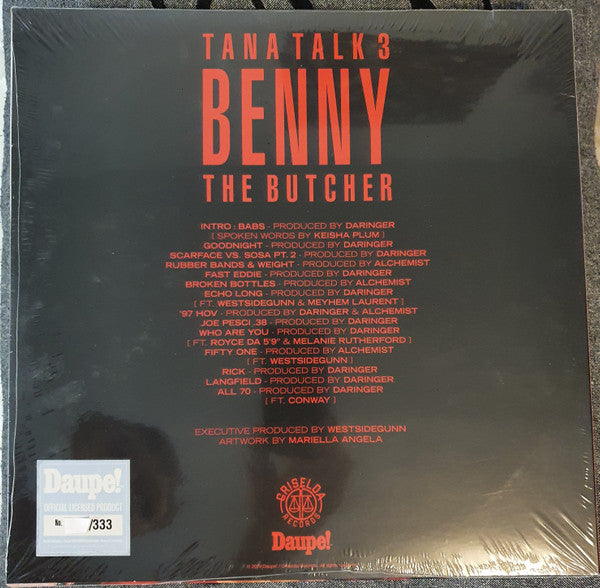 TANA TALK 3
BENNY
THE BUTCHER
INTRO : BABS - PRODUCED BY DARINGER
[ SPOKEN WORDS BY KEISHA PLUM ]
GOODNIGHT - PRODUCED BY DARINGER
SCARFACE VS. SOSA PT. 2 - PRODUCED BY DARINGER
RUBBER BANDS & WEIGHT - PRODUCED BY ALCHEMIST
FAST EDDIE - PRODUCED BY DARINGER
BROKEN BOTTLES - PRODUCED BY ALCHEMIST
ECHO LONG - PRODUCED BY DARINGER
[ FT. WESTSIDEGUNN & MEYHEM LAURENT ]
'97 HOV - PRODUCED BY DARINGER & ALCHEMIST
JOE PESCI .38 - PRODUCED BY DARINGER
WHO ARE YOU - PRODUCED BY DARINGER
[ FT. ROYCE DA 5'9" & MELANIE RUTHERFORD ]
FIFTY ONE - PRODUCED BY ALCHEMIST
[ FT. WESTSIDEGUNN ]
RICK - PRODUCED BY DARINGER
LANGFIELD - PRODUCED BY DARINGER
ALL 70 - PRODUCED BY DARINGER
[ FT. CONWAY ]
EXECUTIVE PRODUCED BY WESTSIDEGUNN
ARTWORK BY MARIELLA ANGELA
Daupe!
OFFICIAL LICENSED PRODUCT
No. /333
GRISELDA
RECORDS
Daupe!